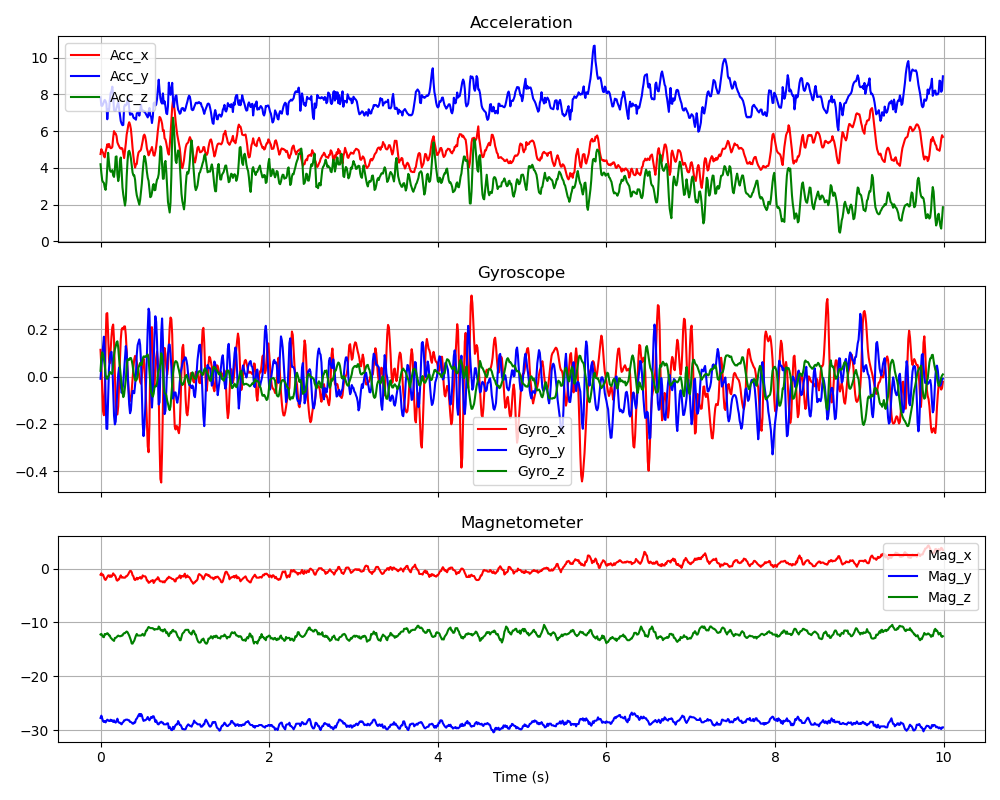 Acceleration
Acc_x
Acc_y
Acc_z
10
8
6
4
2
0
Gyroscope
0.2
0.0
−0.2
−0.4
Gyro_x
Gyro_y
Gyro_z
Magnetometer
Mag_x
Mag_y
Mag_z
0
−10
−20
−30
0 2 4 6 8 10
Time (s)